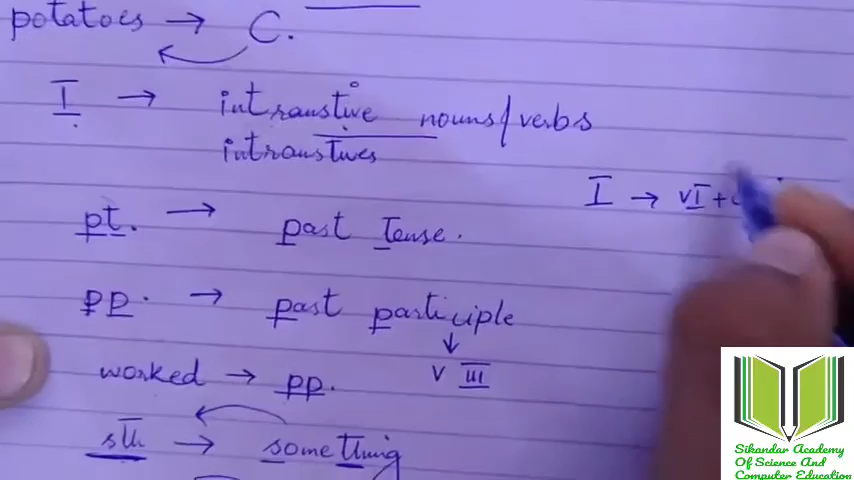 potatoes → C.
I → intranstive nouns/verbs
intranstives
I → VI +
pt. → past Tense.
pp. → past participle
↓
worked → pp. V III
sth → something
Sikandar Academy
Of Science And
Computer Education